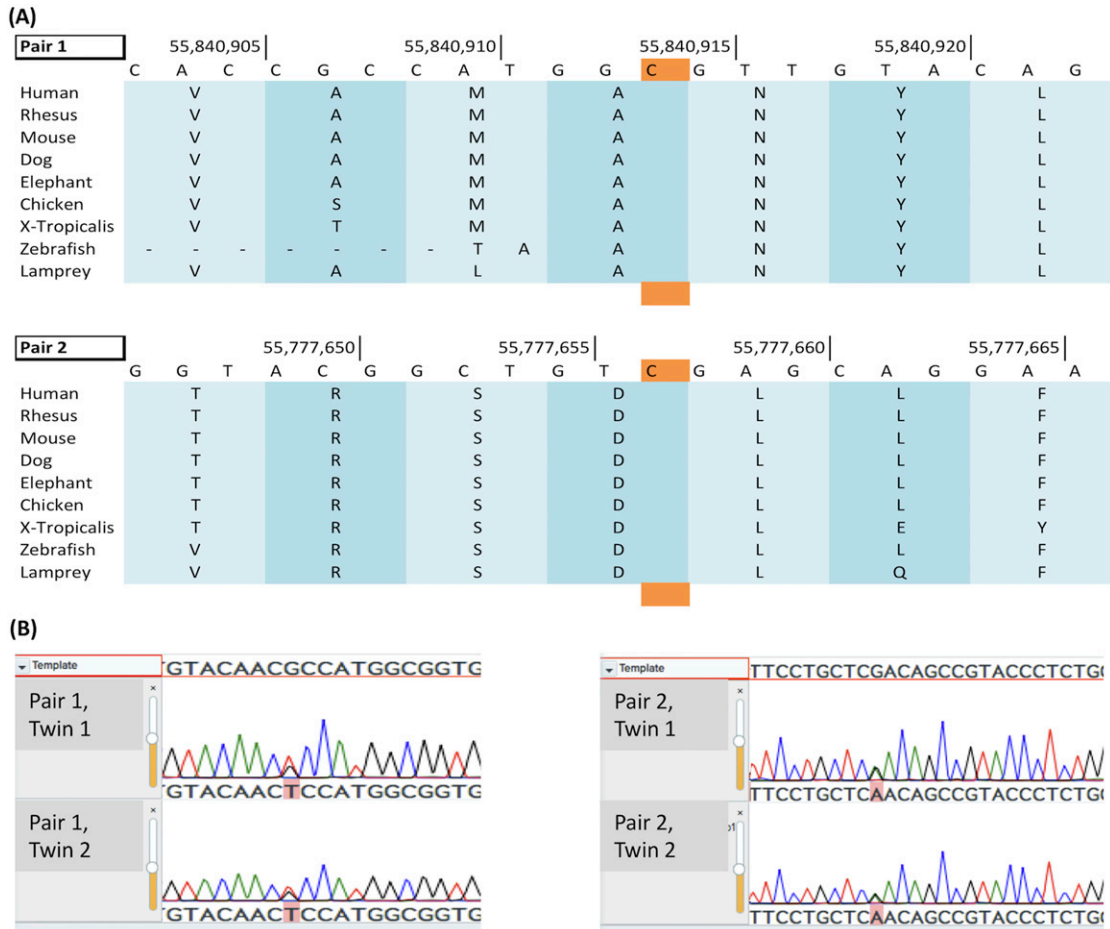 (A)
Pair 1 55,840,905 55,840,910 55,840,915 55,840,920
C A C C G C C A T G G C G T T G T A C A G
Human V A M A N Y L
Rhesus V A M A N Y L
Mouse V A M A N Y L
Dog V A M A N Y L
Elephant V A M A N Y L
Chicken V S M A N Y L
X-Tropicalis V T M A N Y L
Zebrafish - - - - - - - T A A N Y L
Lamprey V A L A N Y L
Pair 2 55,777,650 55,777,655 55,777,660 55,777,665
G G T A C G G C T G T C G A G C A G G A A
Human T R S D L L F
Rhesus T R S D L L F
Mouse T R S D L L F
Dog T R S D L L F
Elephant T R S D L L F
Chicken T R S D L L F
X-Tropicalis T R S D L E Y
Zebrafish V R S D L L F
Lamprey V R S D L Q F
(B)
Template GTACAACGCCATGGCGGTG
Pair 1,
Twin 1
GTACAACTCCATGGCGGTG
Pair 1,
Twin 2
GTACAACTCCATGGCGGTG
Template TTCCTGCTCGACAGCCGTACCCTCTG
Pair 2,
Twin 1
TTCCTGCTCAACAGCCGTACCCTCTG
Pair 2,
Twin 2
TTCCTGCTCAACAGCCGTACCCTCTG